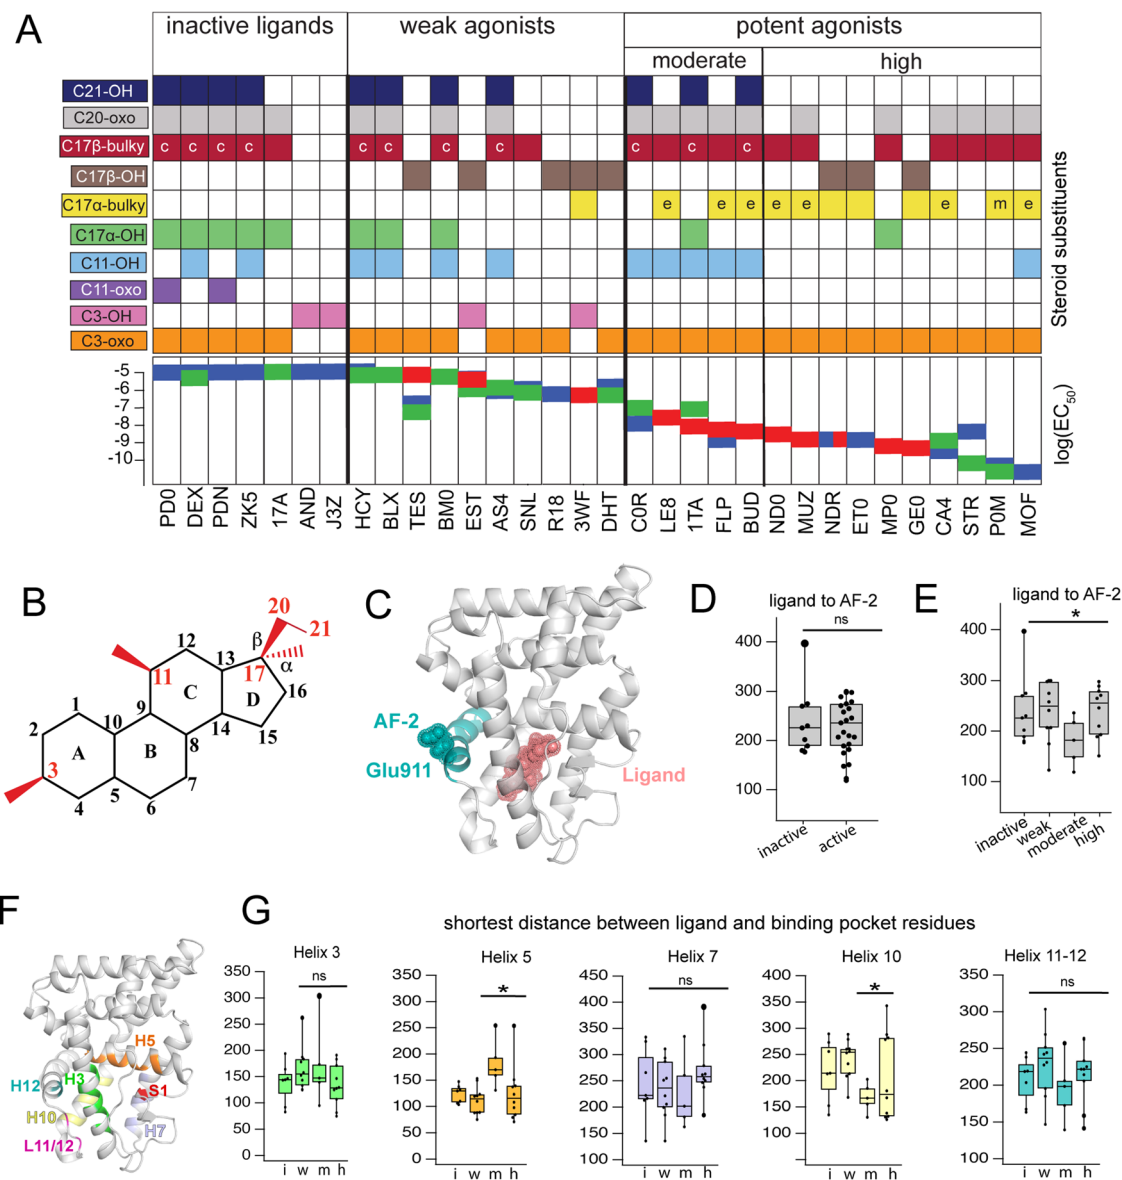 A
inactive ligands
weak agonists
potent agonists
moderate
high
C21-OH
C20-oxo
C17β-bulky
c c c c c c c c c c c
C17β-OH
C17α-bulky
e e e e e e m e
C17α-OH
C11-OH
C11-oxo
C3-OH
C3-oxo
Steroid substituents
-5
-6
-7
-8
-9
-10
log(EC50)
PD0 DEX PDN ZK5 17A AND J3Z HCY BLX TES BM0 EST AS4 SNL R18 3WF DHT C0R LE8 1TA FLP BUD ND0 MUZ NDR ET0 MP0 GE0 CA4 STR P0M MOF
B
20
21
12
β
11
13
17
α
C
D
16
1
9
2
10
14
15
A
B
8
3
7
5
4
6
C
AF-2
Glu911
Ligand
D
ligand to AF-2
ns
400
300
200
100
inactive
active
E
ligand to AF-2
*
400
300
200
100
inactive
weak
moderate
high
F
H5
H12
H3
S1
H10
H7
L11/12
G
shortest distance between ligand and binding pocket residues
Helix 3
ns
350
300
250
200
150
100
50
0
i w m h
Helix 5
*
350
300
250
200
150
100
50
0
i w m h
Helix 7
ns
450
400
350
300
250
200
150
100
i w m h
Helix 10
*
400
350
300
250
200
150
100
i w m h
Helix 11-12
ns
350
300
250
200
150
100
i w m h